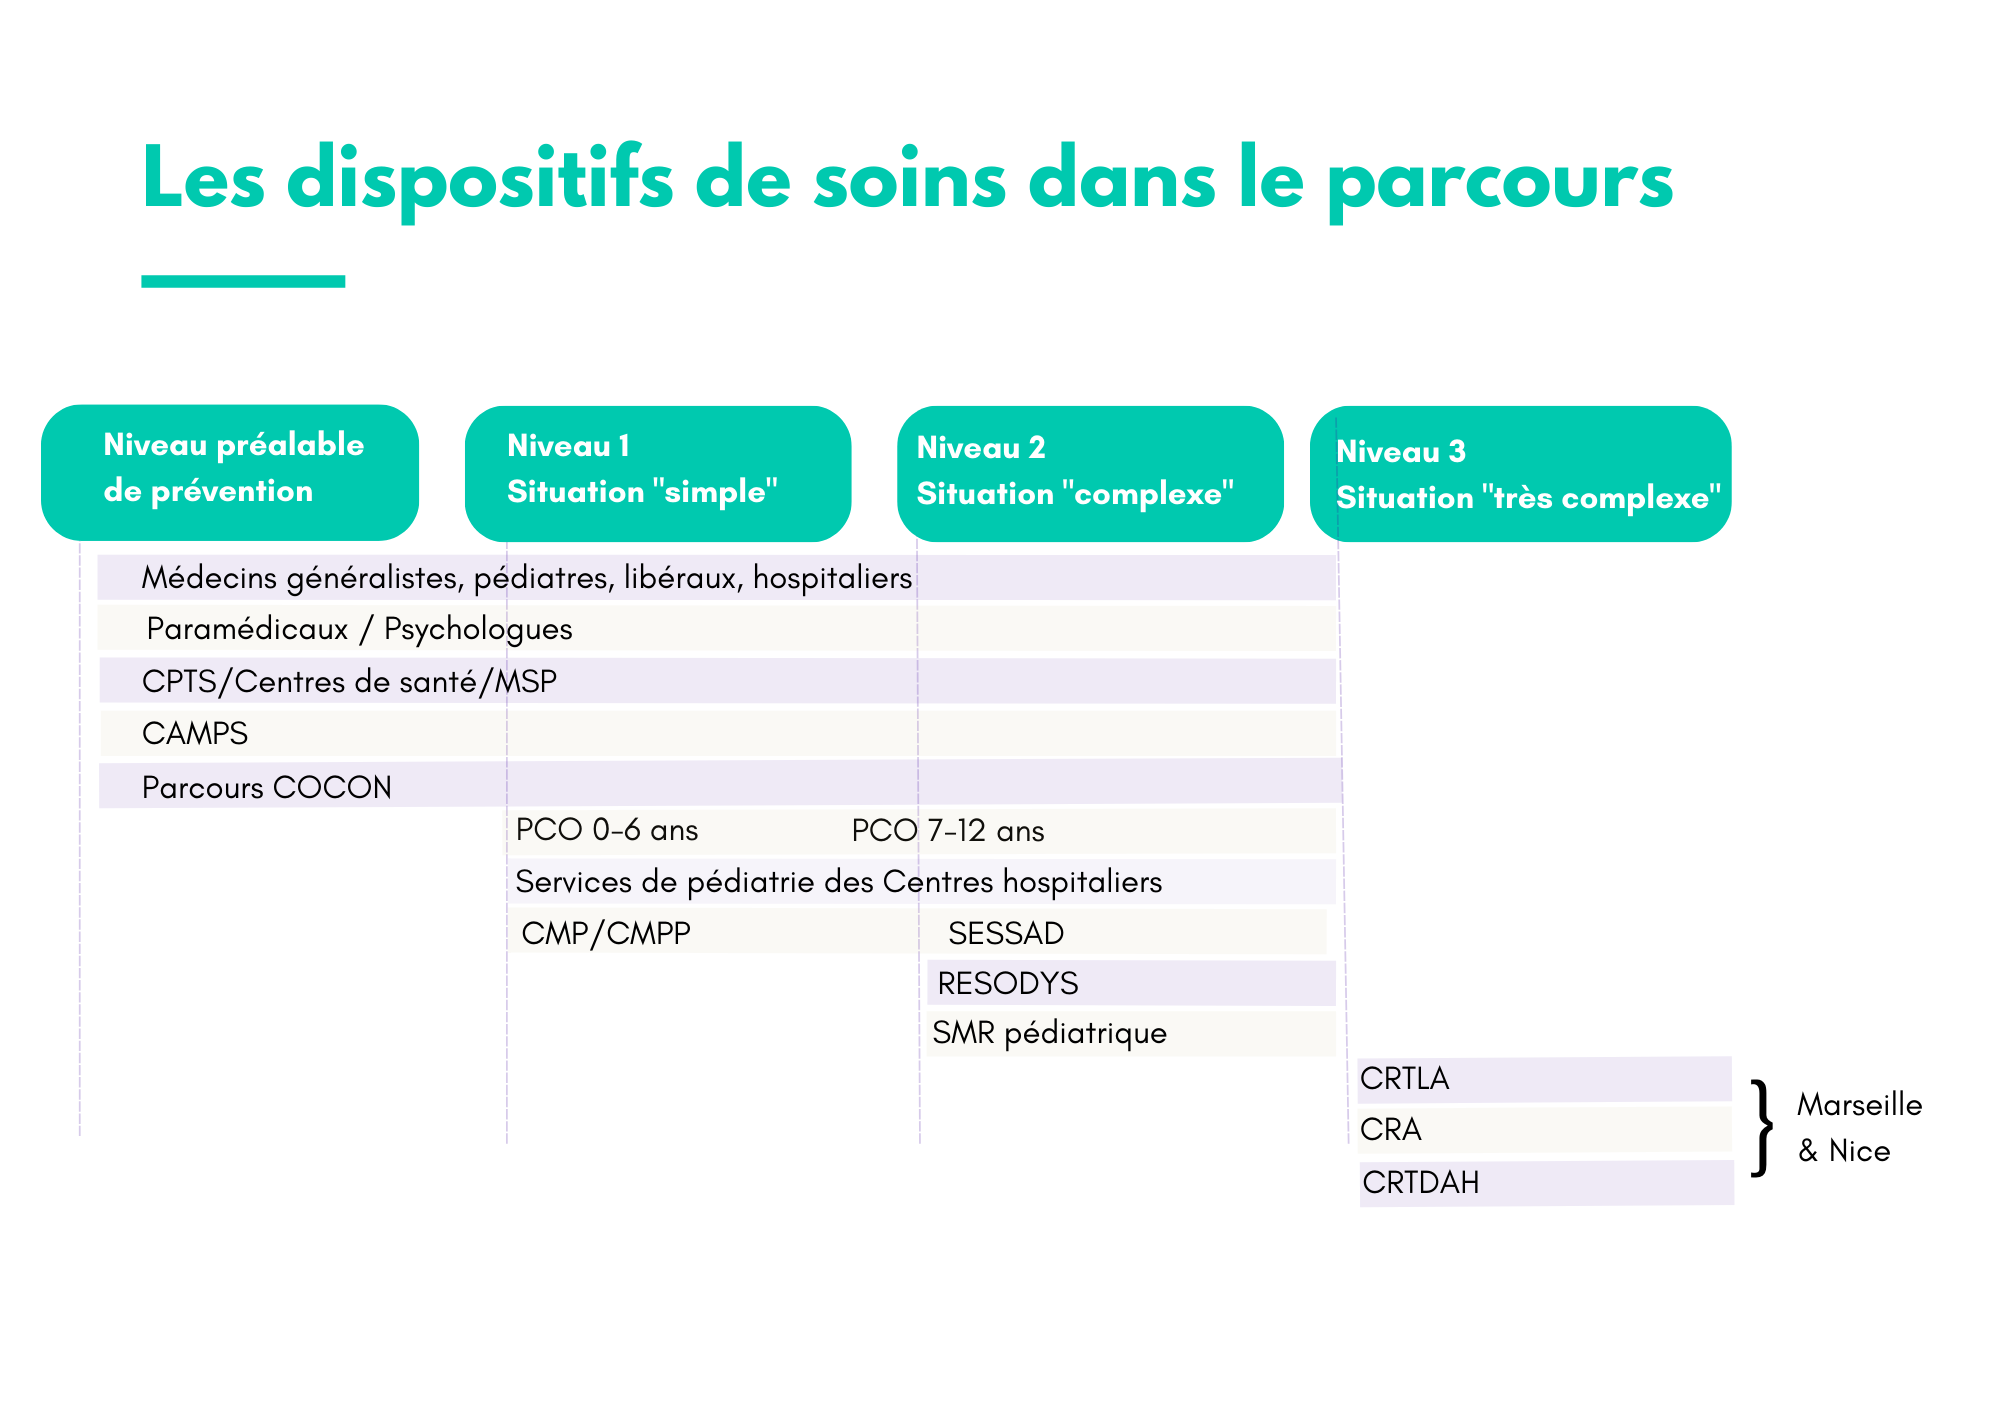 Les dispositifs de soins dans le parcours
Niveau préalable
de prévention
Niveau 1
Situation "simple"
Niveau 2
Situation "complexe"
Niveau 3
Situation "très complexe"
Médecins généralistes, pédiatres, libéraux, hospitaliers
Paramédicaux / Psychologues
CPTS/Centres de santé/MSP
CAMPS
Parcours COCON
PCO 0-6 ans PCO 7-12 ans
Services de pédiatrie des Centres hospitaliers
CMP/CMPP SESSAD
RESODYS
SMR pédiatrique
CRTLA
CRA
CRTDAH
}
Marseille
& Nice